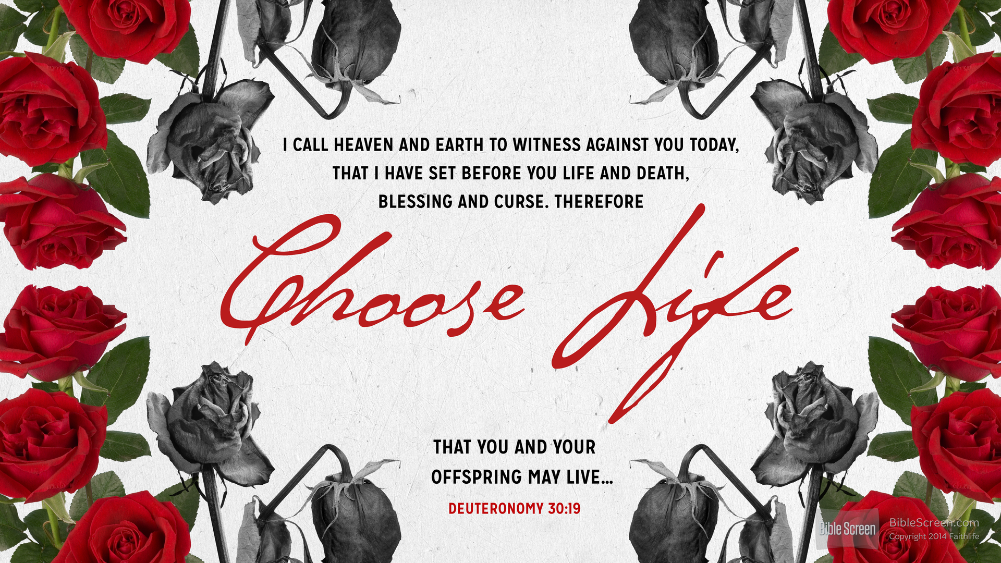 I CALL HEAVEN AND EARTH TO WITNESS AGAINST YOU TODAY,
THAT I HAVE SET BEFORE YOU LIFE AND DEATH,
BLESSING AND CURSE. THEREFORE
Choose Life
THAT YOU AND YOUR
OFFSPRING MAY LIVE...
DEUTERONOMY 30:19
Bible Screen
BibleScreen.com
Copyright 2014 Faithlife